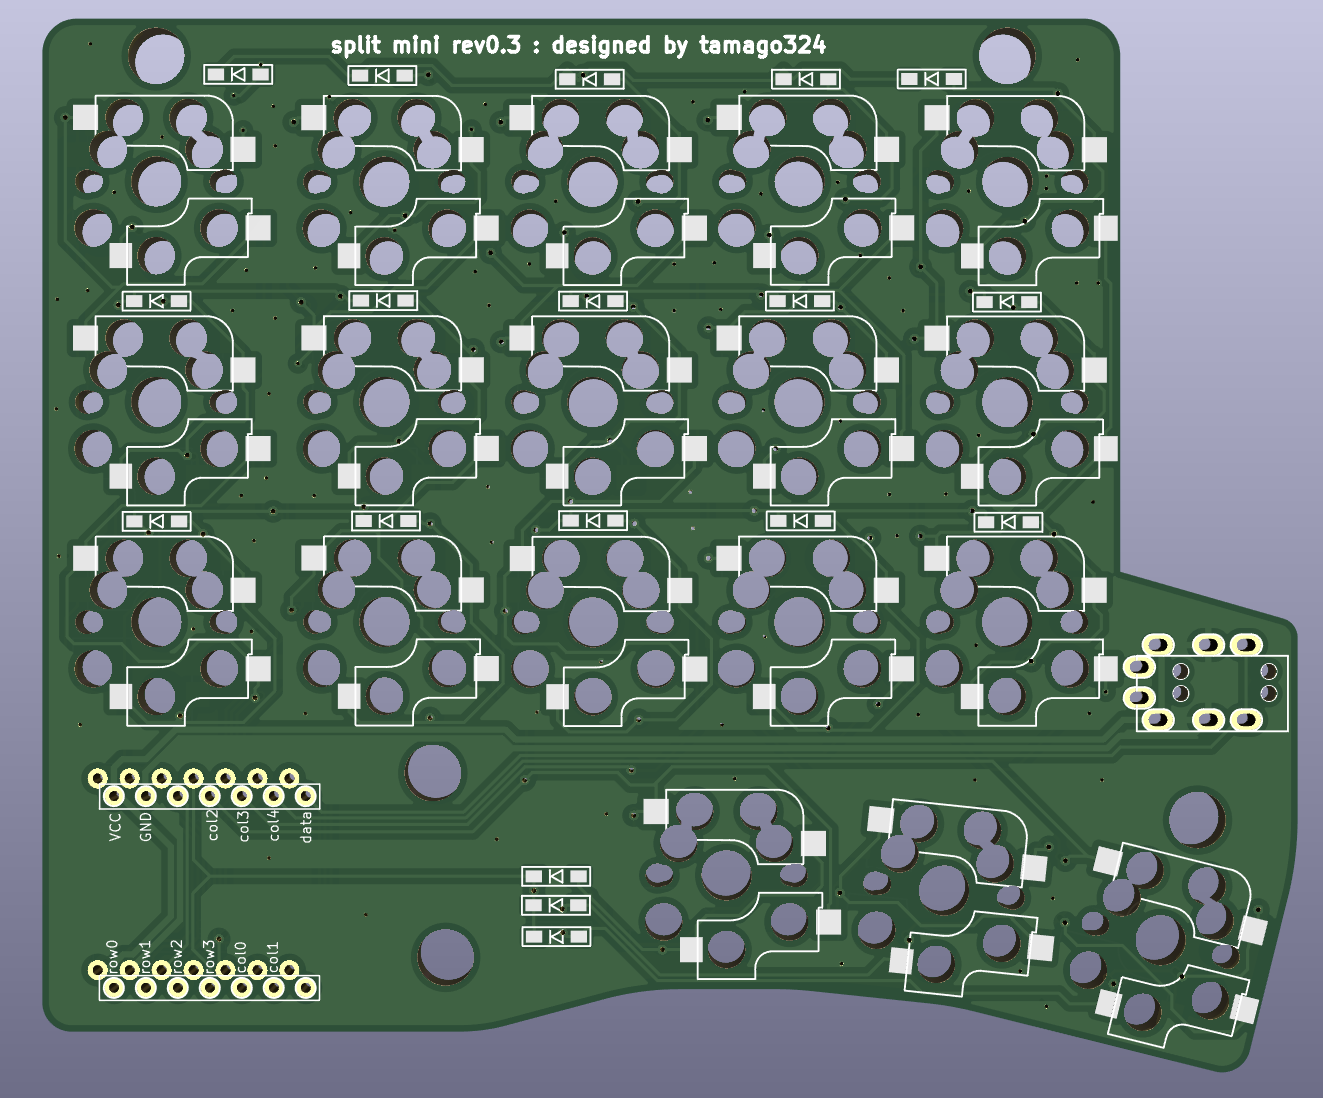 split mini rev0.3 : designed by tamago324
VCC
GND
col2
col3
col4
data
row0
row1
row2
row3
col0
col1